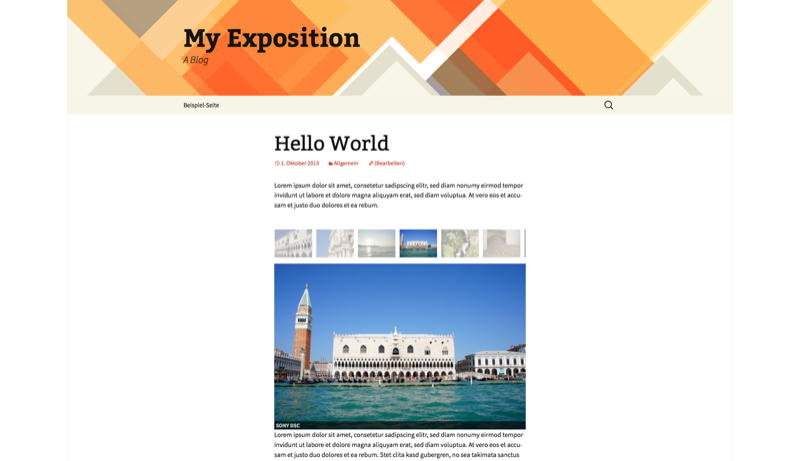 My Exposition
A Blog
Beispiel-Seite
Hello World
1. Oktober 2013 Allgemein (Bearbeiten)
Lorem ipsum dolor sit amet, consetetur sadipscing elitr, sed diam nonumy eirmod tempor
invidunt ut labore et dolore magna aliquyam erat, sed diam voluptua. At vero eos et accu-
sam et justo duo dolores et ea rebum.
SONY DSC
Lorem ipsum dolor sit amet, consetetur sadipscing elitr, sed diam nonumy eirmod tempor
invidunt ut labore et dolore magna aliquyam erat, sed diam voluptua. At vero eos et accu-
sam et justo duo dolores et ea rebum. Stet clita kasd gubergren, no sea takimata sanctus